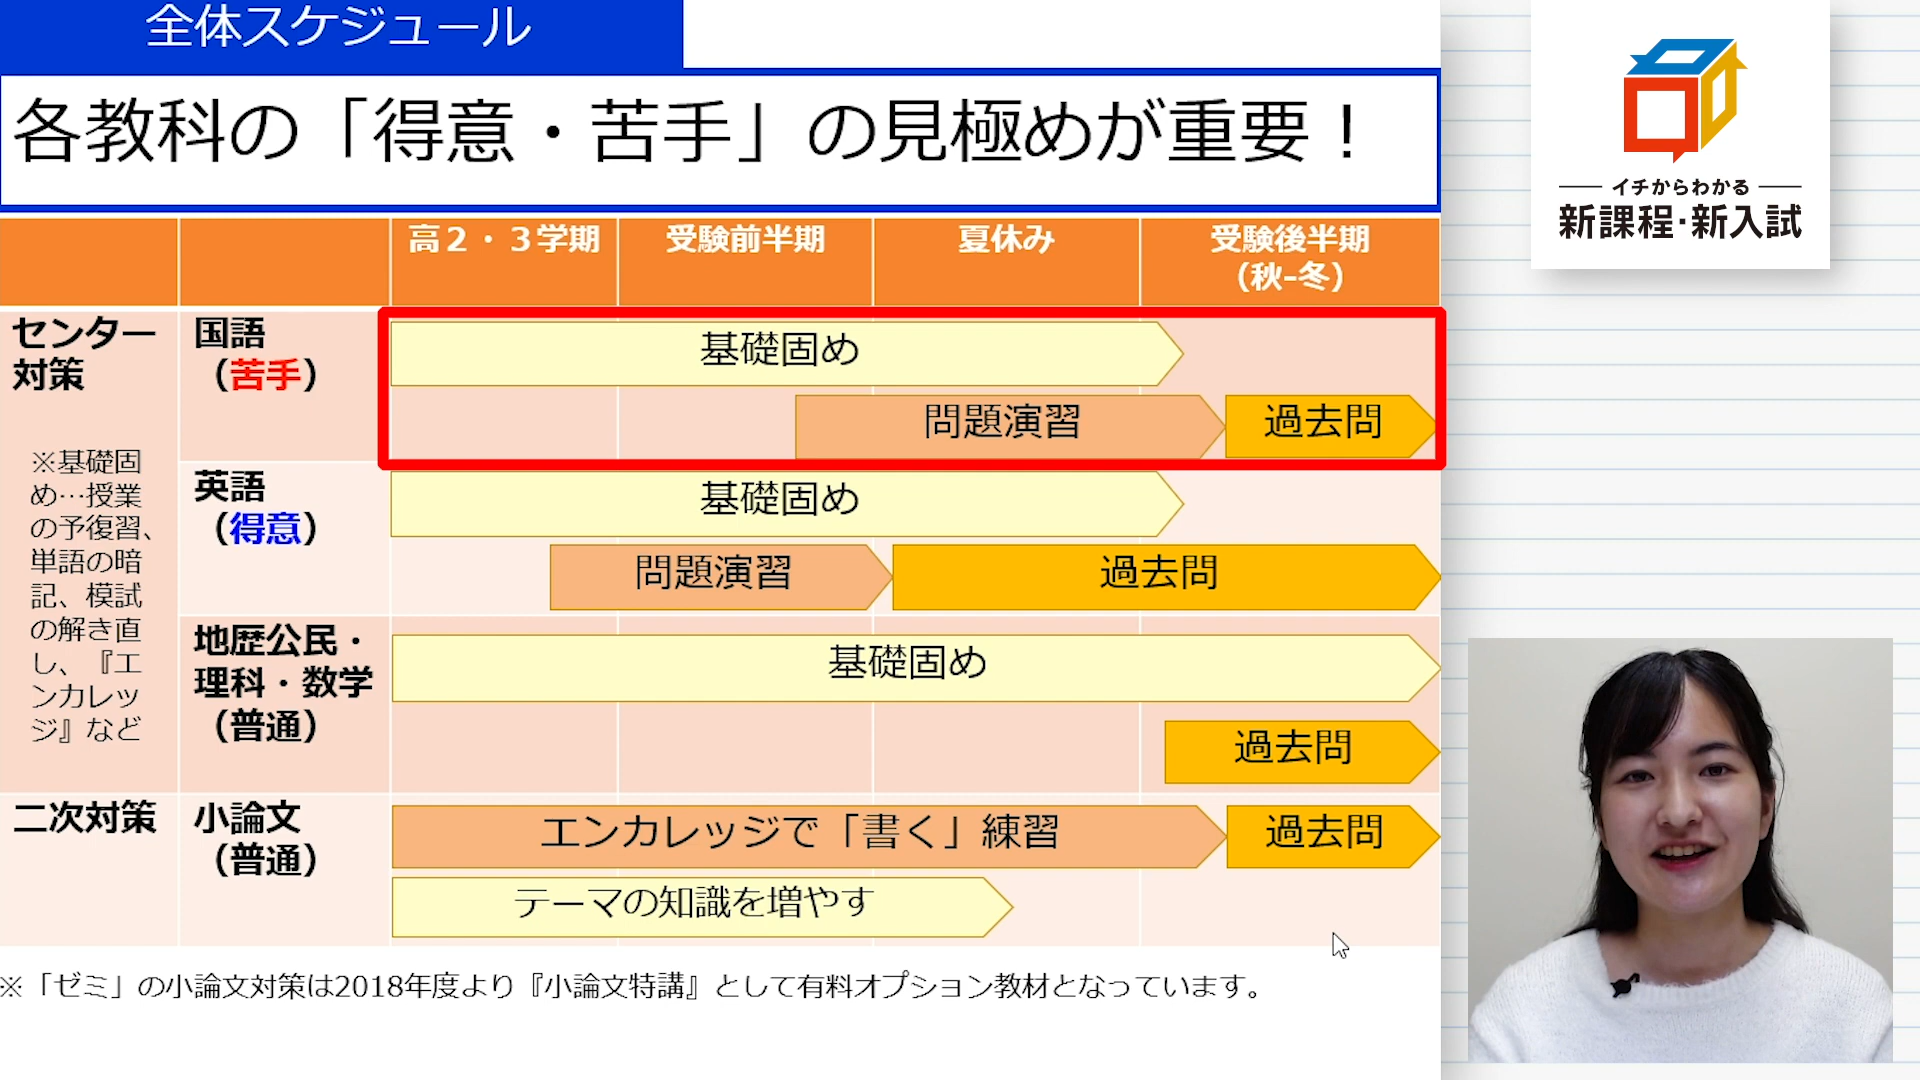 全体スケジュール
各教科の「得意・苦手」の見極めが重要！
イチからわかる
新課程・新入試
高２・３学期
受験前半期
夏休み
受験後半期
(秋-冬)
センター
対策
※基礎固
め…授業
の予復習、
単語の暗
記、模試
の解き直
し、『エ
ンカレッ
ジ』など
国語
（苦手）
基礎固め
問題演習
過去問
英語
（得意）
基礎固め
問題演習
過去問
地歴公民・
理科・数学
（普通）
基礎固め
過去問
二次対策
小論文
（普通）
エンカレッジで「書く」練習
過去問
テーマの知識を増やす
※「ゼミ」の小論文対策は2018年度より『小論文特講』として有料オプション教材となっています。